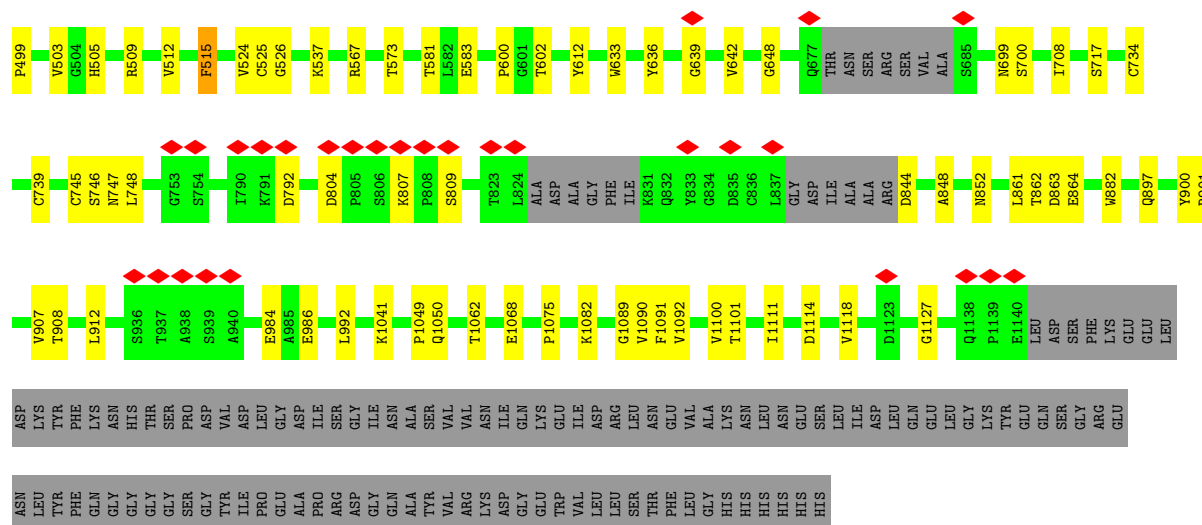 P499 V503 G504 H505 R509 V512 F515 V524 C525 G526 K537 R567 T573 T581 L582 E583 P600 G601 T602 Y612 W633 Y636 G639 V642 G648 Q677 THR ASN SER ARG SER VAL ALA S685 N699 S700 I708 S717 C734
C739 C745 S746 N747 L748 G753 S754 I790 K791 D792 D804 P805 S806 K807 P808 S809 T823 L824 ALA ASP ALA GLY PHE ILE K831 Q832 Y833 G834 D835 C836 L837 GLY ASP ILE ALA ALA ARG D844 A848 N852 L861 T862 D863 E864 W882 Q897 Y900
V907 T908 L912 S936 T937 A938 S939 A940 E984 A985 E986 L992 K1041 P1049 Q1050 T1062 E1068 P1075 K1082 G1089 V1090 F1091 V1092 V1100 T1101 I1111 D1114 V1118 D1123 G1127 Q1138 P1139 E1140 LEU ASP SER PHE LYS GLU GLU LEU
ASP LYS TYR PHE LYS ASN HIS THR SER PRO ASP VAL ASP LEU GLY ASP ILE SER GLY ILE ASN ALA SER VAL VAL ASN ILE GLN LYS GLU ILE ASP ARG LEU ASN GLU VAL ALA LYS ASN LEU ASN GLU SER LEU ILE ASP LEU GLN GLU LEU GLY LYS TYR GLU GLN SER GLY ARG GLU
ASN LEU TYR PHE GLN GLY GLY GLY GLY SER GLY TYR ILE PRO GLU ALA PRO ARG ASP GLY GLN ALA TYR VAL ARG LYS ASP GLY GLU TRP VAL LEU LEU SER THR PHE LEU GLY HIS HIS HIS HIS HIS HIS